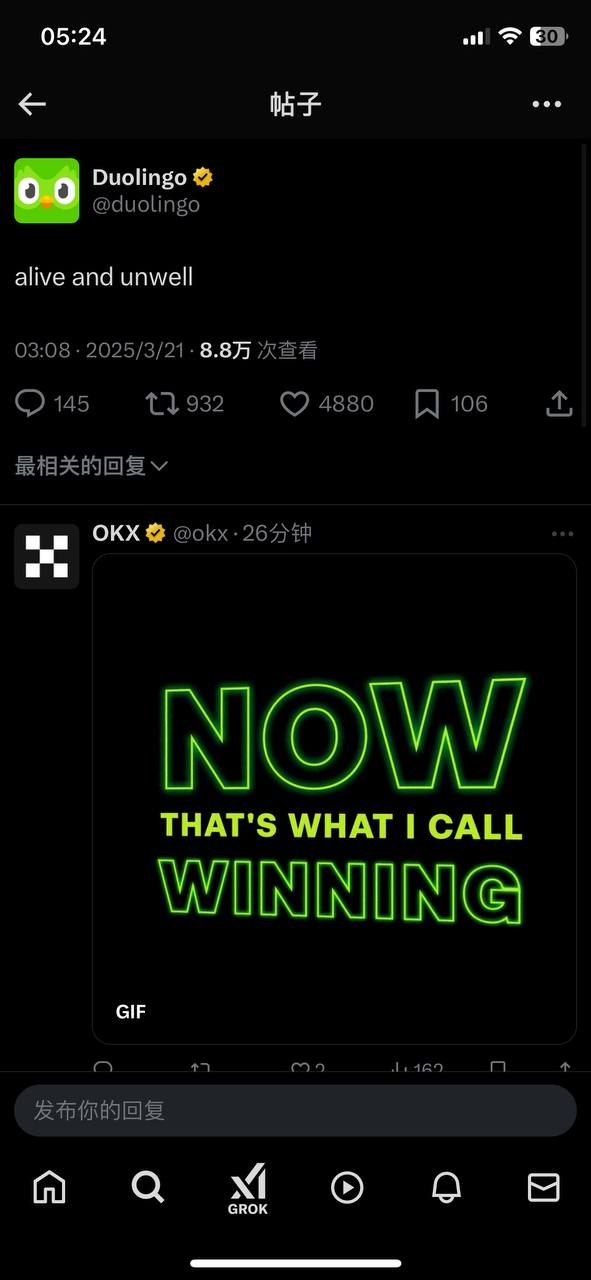 05:24
30
帖子
Duolingo
@duolingo
alive and unwell
03:08 · 2025/3/21 · 8.8万 次查看
145 932 4880 106
最相关的回复
OKX @okx · 26分钟
NOW
THAT'S WHAT I CALL
WINNING
GIF
2 162
发布你的回复
GROK